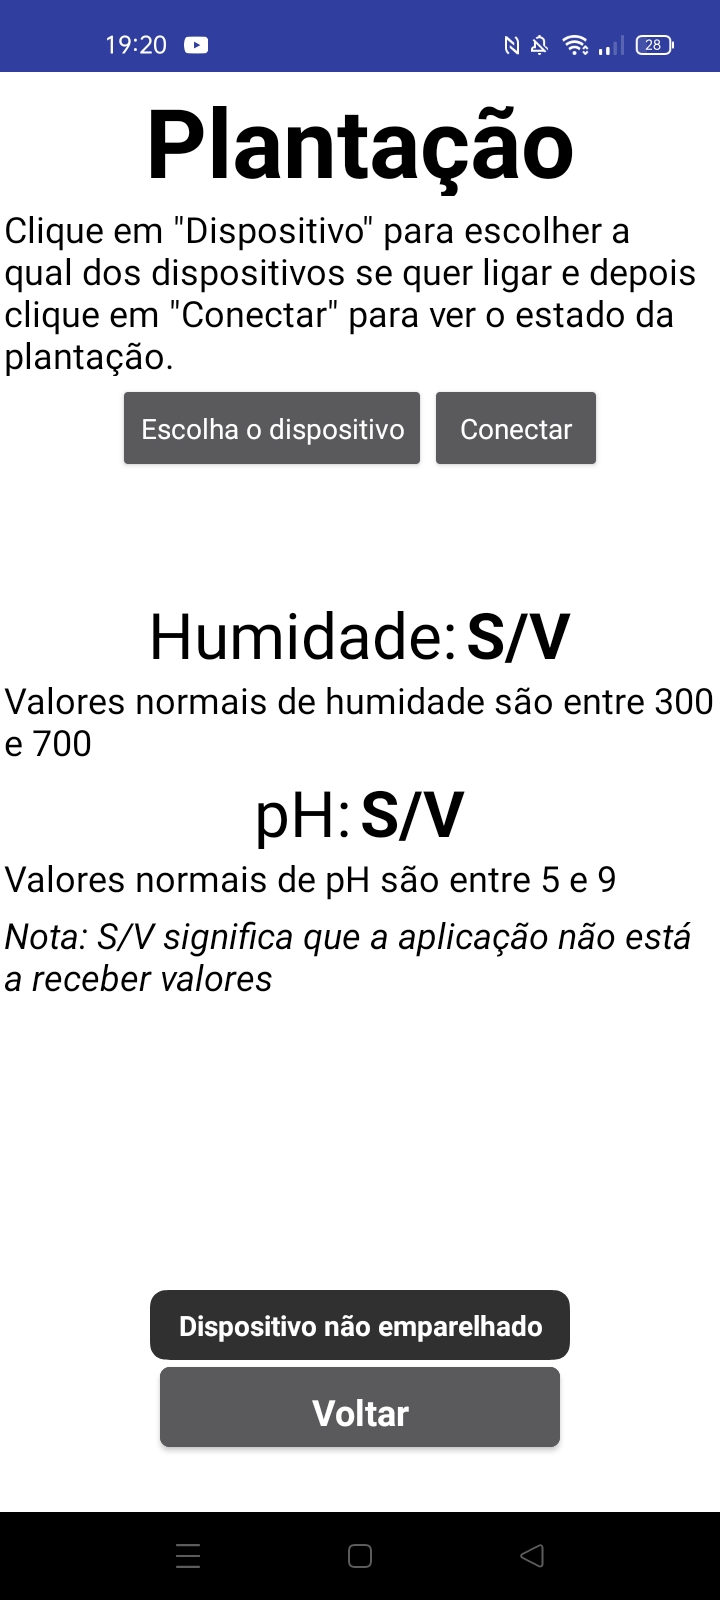 19:20
28
Plantação
Clique em "Dispositivo" para escolher a
qual dos dispositivos se quer ligar e depois
clique em "Conectar" para ver o estado da
plantação.
Escolha o dispositivo
Conectar
Humidade: S/V
Valores normais de humidade são entre 300
e 700
pH: S/V
Valores normais de pH são entre 5 e 9
Nota: S/V significa que a aplicação não está
a receber valores
Dispositivo não emparelhado
Voltar